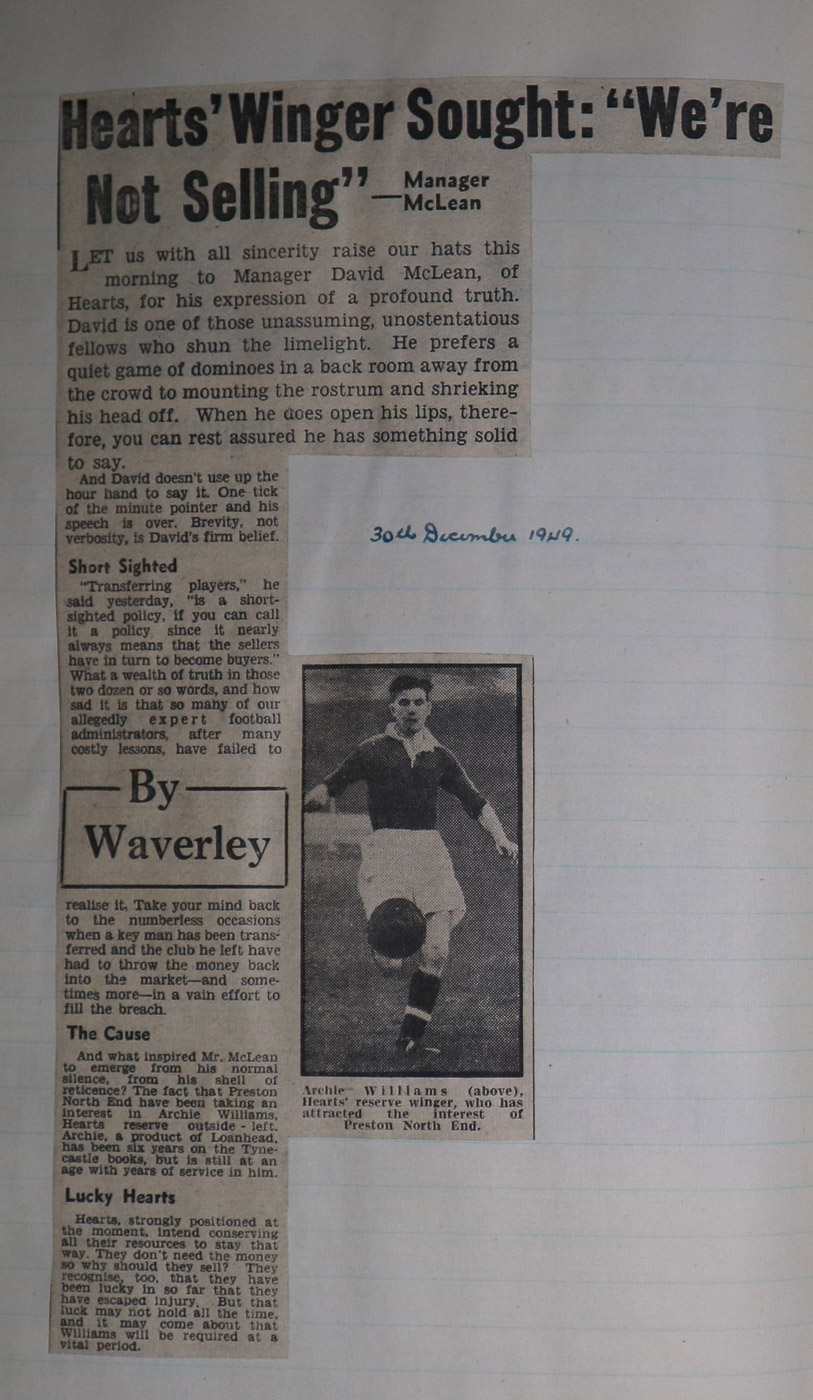 Hearts' Winger Sought: "We're
Not Selling"—Manager
McLean
LET us with all sincerity raise our hats this
morning to Manager David McLean, of
Hearts, for his expression of a profound truth.
David is one of those unassuming, unostentatious
fellows who shun the limelight. He prefers a
quiet game of dominoes in a back room away from
the crowd to mounting the rostrum and shrieking
his head off. When he does open his lips, there-
fore, you can rest assured he has something solid
to say.
And David doesn't use up the
hour hand to say it. One tick
of the minute pointer and his
speech is over. Brevity, not
verbosity, is David's firm belief.
Short Sighted
"Transferring players," he
said yesterday, "is a short-
sighted policy, if you can call
it a policy since it nearly
always means that the sellers
have in turn to become buyers."
What a wealth of truth in those
two dozen or so words, and how
sad it is that so many of our
allegedly expert football
administrators, after many
costly lessons, have failed to
By
Waverley
realise it. Take your mind back
to the numberless occasions
when a key man has been trans-
ferred and the club he left have
had to throw the money back
into the market—and some-
times more—in a vain effort to
fill the breach.
The Cause
And what inspired Mr. McLean
to emerge from his normal
silence, from his shell of
reticence? The fact that Preston
North End have been taking an
interest in Archie Williams,
Hearts reserve outside-left.
Archie, a product of Loanhead,
has been six years on the Tyne-
castle books, but is still at an
age with years of service in him.
Lucky Hearts
Hearts, strongly positioned at
the moment, intend conserving
all their resources to stay that
way. They don't need the money
so why should they sell? They
recognise, too, that they have
been lucky in so far that they
have escaped injury. But that
luck may not hold all the time,
and it may come about that
Williams will be required at a
vital period.
30th December 1949.
Archie Williams (above),
Hearts' reserve winger, who has
attracted the interest of
Preston North End.